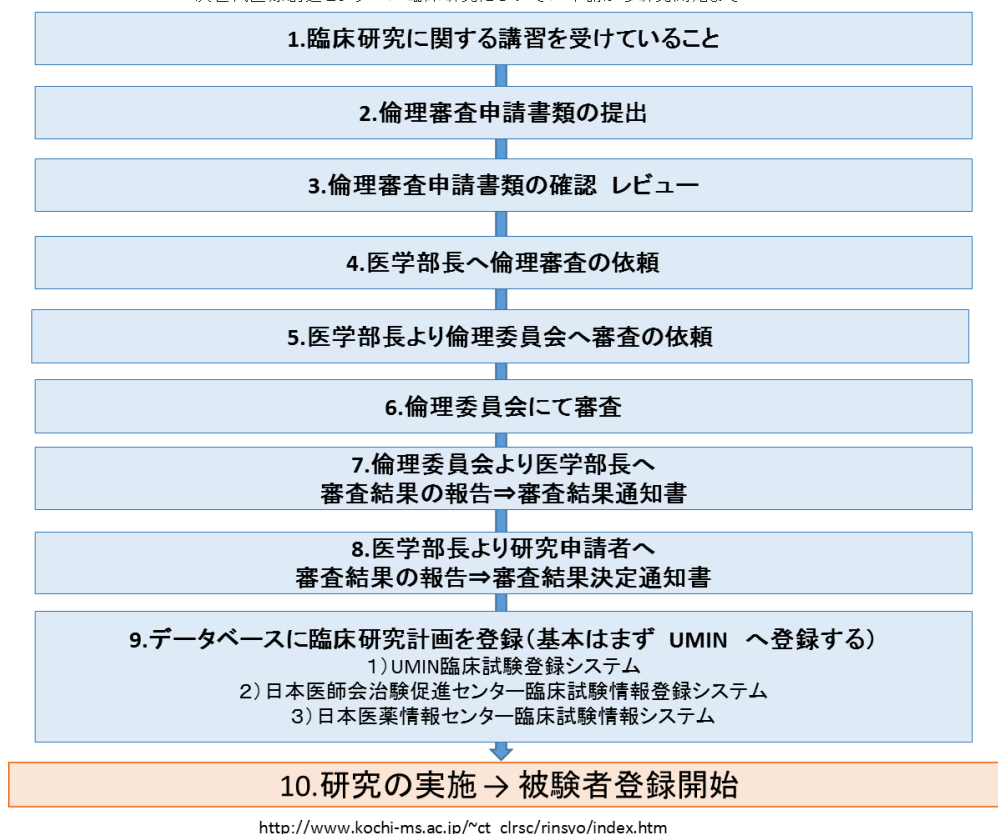 1.臨床研究に関する講習を受けていること
2.倫理審査申請書類の提出
3.倫理審査申請書類の確認 レビュー
4.医学部長へ倫理審査の依頼
5.医学部長より倫理委員会へ審査の依頼
6.倫理委員会にて審査
7.倫理委員会より医学部長へ
審査結果の報告⇒審査結果通知書
8.医学部長より研究申請者へ
審査結果の報告⇒審査結果決定通知書
9.データベースに臨床研究計画を登録(基本はまず UMIN へ登録する)
1)UMIN臨床試験登録システム
2)日本医師会治験促進センター臨床試験情報登録システム
3)日本医薬情報センター臨床試験情報システム
10.研究の実施→被験者登録開始
http://www.kochi-ms.ac.jp/~ct_clrsc/rinsyo/index.htm